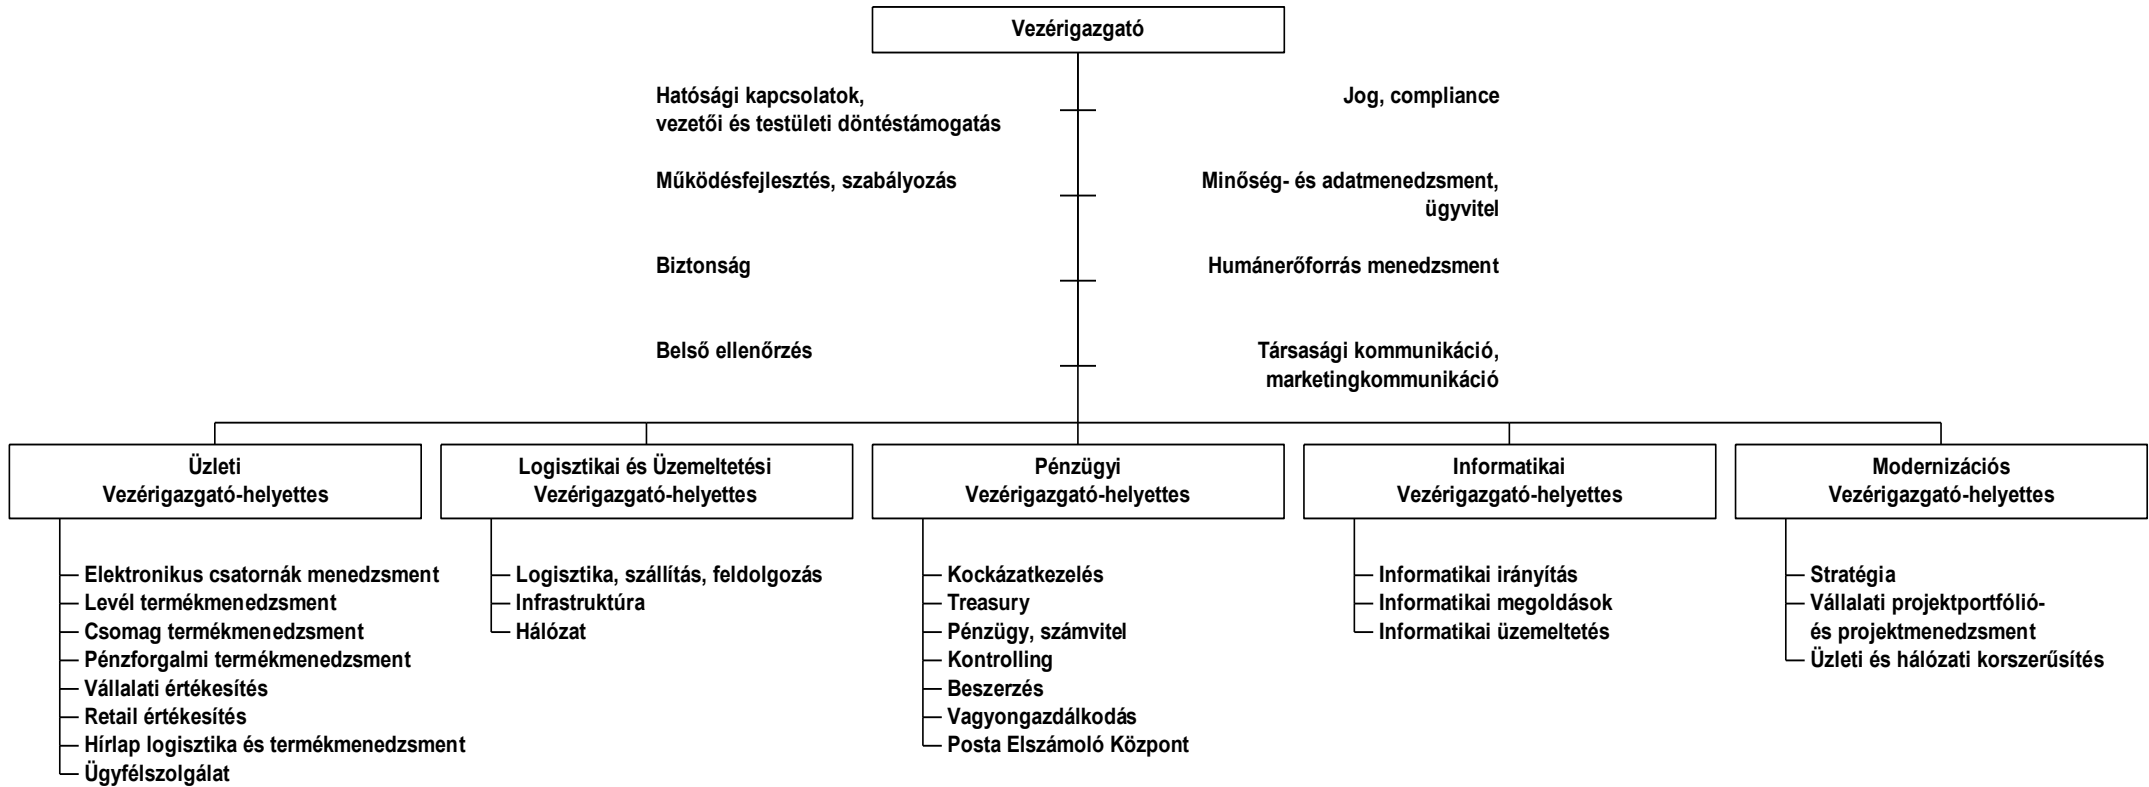 Vezérigazgató
Hatósági kapcsolatok,
vezetői és testületi döntéstámogatás
Jog, compliance
Működésfejlesztés, szabályozás
Minőség- és adatmenedzsment,
ügyvitel
Biztonság
Humánerőforrás menedzsment
Belső ellenőrzés
Társasági kommunikáció,
marketingkommunikáció
Üzleti
Vezérigazgató-helyettes
Elektronikus csatornák menedzsment
Levél termékmenedzsment
Csomag termékmenedzsment
Pénzforgalmi termékmenedzsment
Vállalati értékesítés
Retail értékesítés
Hírlap logisztika és termékmenedzsment
Ügyfélszolgálat
Logisztikai és Üzemeltetési
Vezérigazgató-helyettes
Logisztika, szállítás, feldolgozás
Infrastruktúra
Hálózat
Pénzügyi
Vezérigazgató-helyettes
Kockázatkezelés
Treasury
Pénzügy, számvitel
Kontrolling
Beszerzés
Vagyongazdálkodás
Posta Elszámoló Központ
Informatikai
Vezérigazgató-helyettes
Informatikai irányítás
Informatikai megoldások
Informatikai üzemeltetés
Modernizációs
Vezérigazgató-helyettes
Stratégia
Vállalati projektportfólió-
és projektmenedzsment
Üzleti és hálózati korszerűsítés